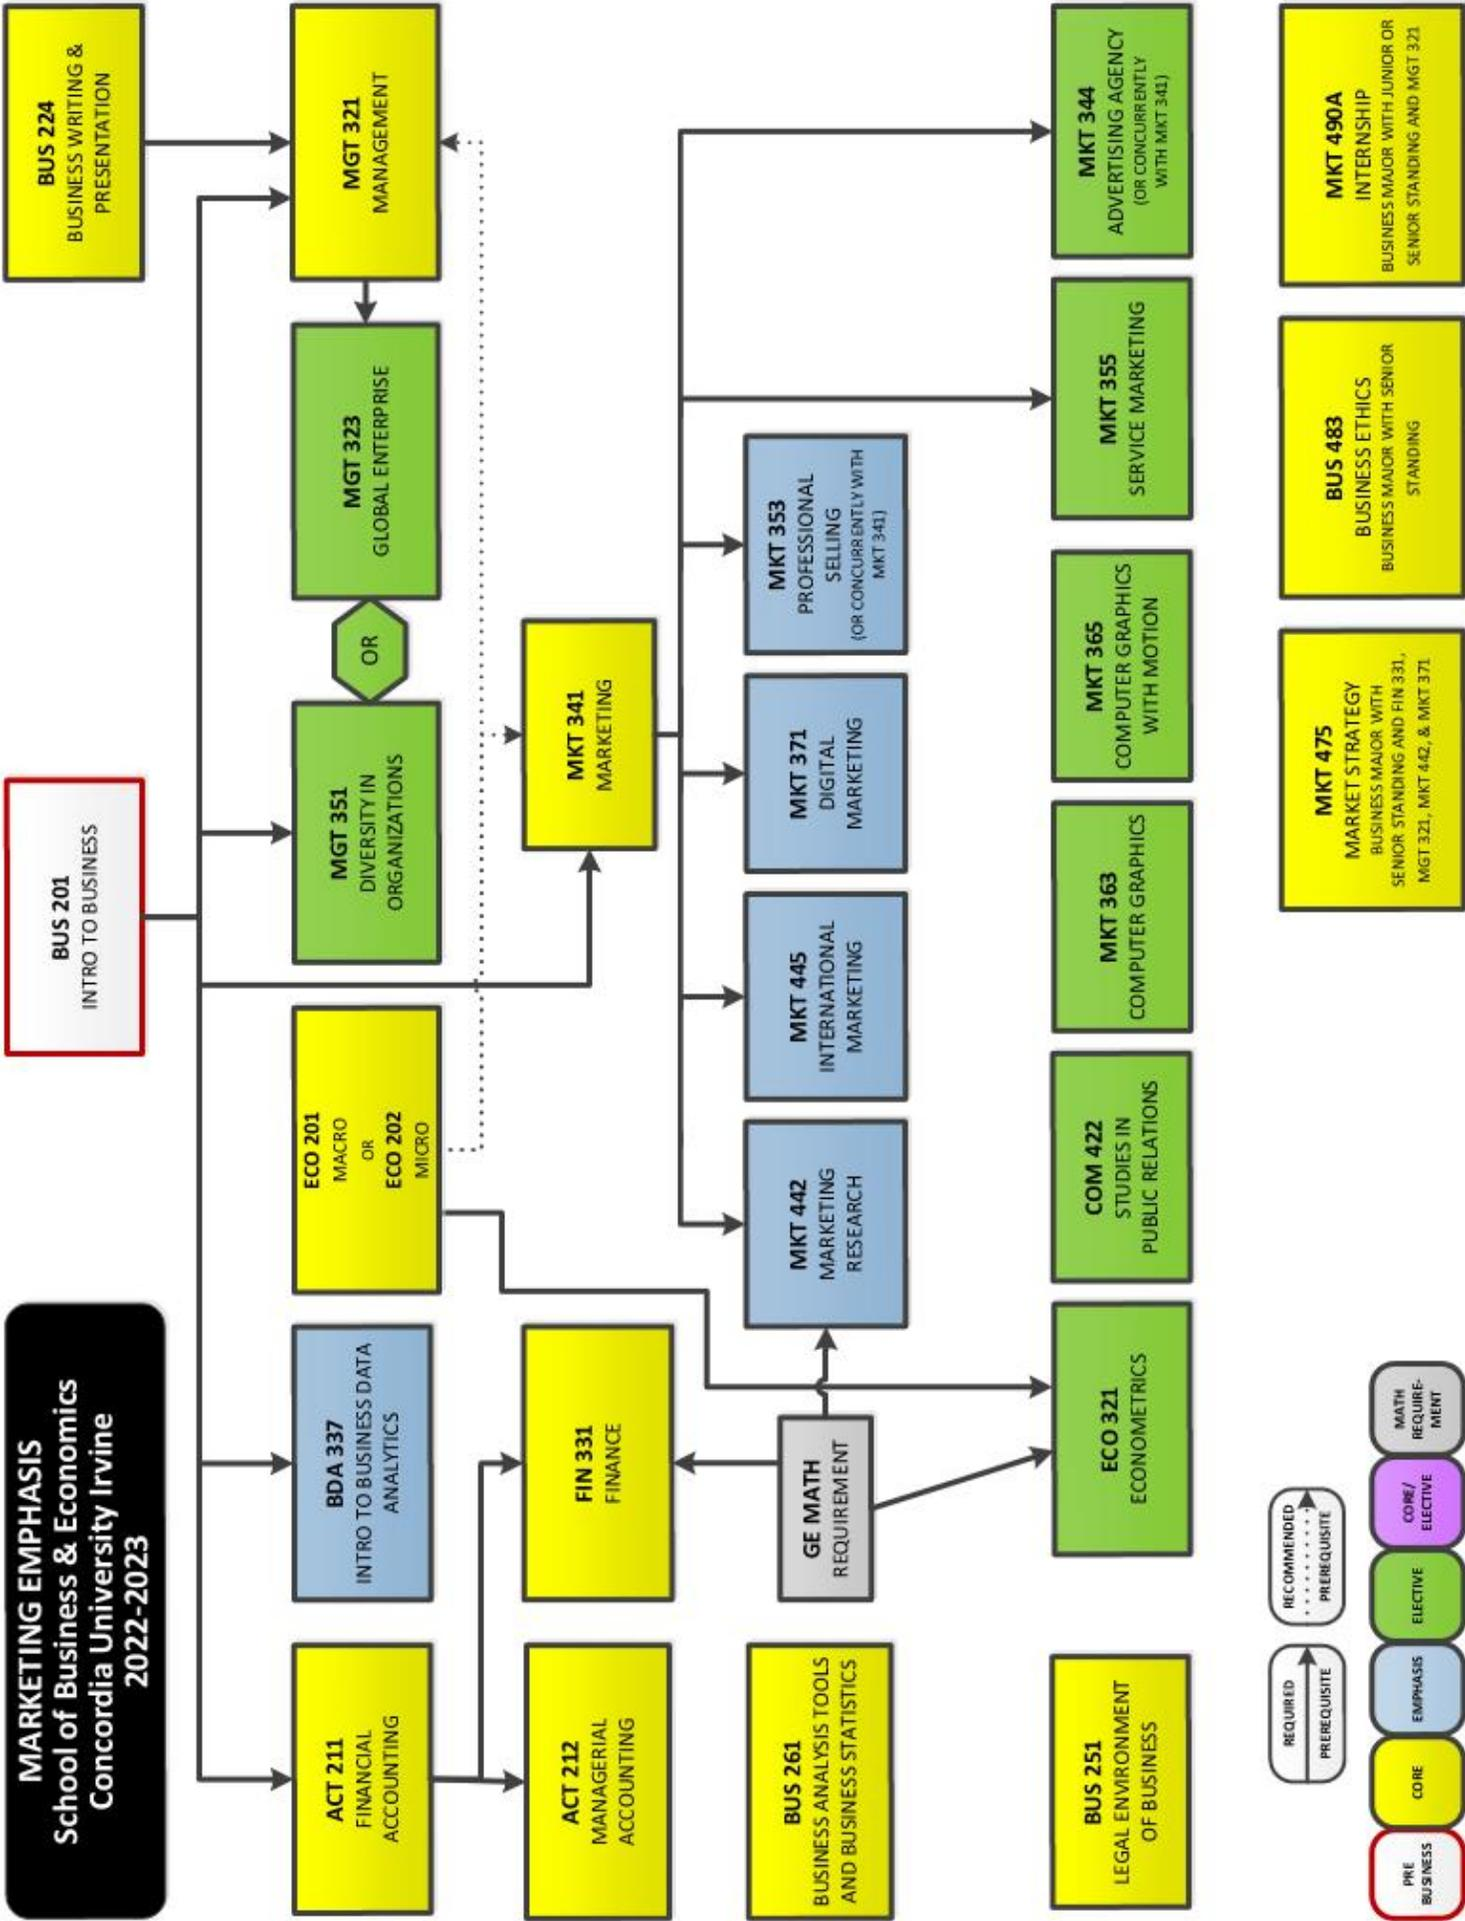 MARKETING EMPHASIS
School of Business & Economics
Concordia University Irvine
2022-2023
BUS 201
INTRO TO BUSINESS
BUS 224
BUSINESS WRITING &
PRESENTATION
ACT 211
FINANCIAL
ACCOUNTING
BDA 337
INTRO TO BUSINESS DATA
ANALYTICS
ECO 201
MACRO
OR
ECO 202
MICRO
MGT 351
DIVERSITY IN
ORGANIZATIONS
OR
MGT 323
GLOBAL ENTERPRISE
MGT 321
MANAGEMENT
ACT 212
MANAGERIAL
ACCOUNTING
FIN 331
FINANCE
MKT 341
MARKETING
BUS 261
BUSINESS ANALYSIS TOOLS
AND BUSINESS STATISTICS
GE MATH
REQUIREMENT
MKT 442
MARKETING
RESEARCH
MKT 445
INTERNATIONAL
MARKETING
MKT 371
DIGITAL
MARKETING
MKT 353
PROFESSIONAL
SELLING
(OR CONCURRENTLY WITH
MKT 341)
BUS 251
LEGAL ENVIRONMENT
OF BUSINESS
ECO 321
ECONOMETRICS
COM 422
STUDIES IN
PUBLIC RELATIONS
MKT 363
COMPUTER GRAPHICS
MKT 365
COMPUTER GRAPHICS
WITH MOTION
MKT 355
SERVICE MARKETING
MKT 344
ADVERTISING AGENCY
(OR CONCURRENTLY
WITH MKT 341)
REQUIRED
PREREQUISITE
RECOMMENDED
PREREQUISITE
PRE
BUSINESS
CORE
EMPHASIS
ELECTIVE
CORE/
ELECTIVE
MATH
REQUIRE-
MENT
MKT 475
MARKET STRATEGY
BUSINESS MAJOR WITH
SENIOR STANDING AND FIN 331,
MGT 321, MKT 442, & MKT 371
BUS 483
BUSINESS ETHICS
BUSINESS MAJOR WITH SENIOR
STANDING
MKT 490A
INTERNSHIP
BUSINESS MAJOR WITH JUNIOR OR
SENIOR STANDING AND MGT 321